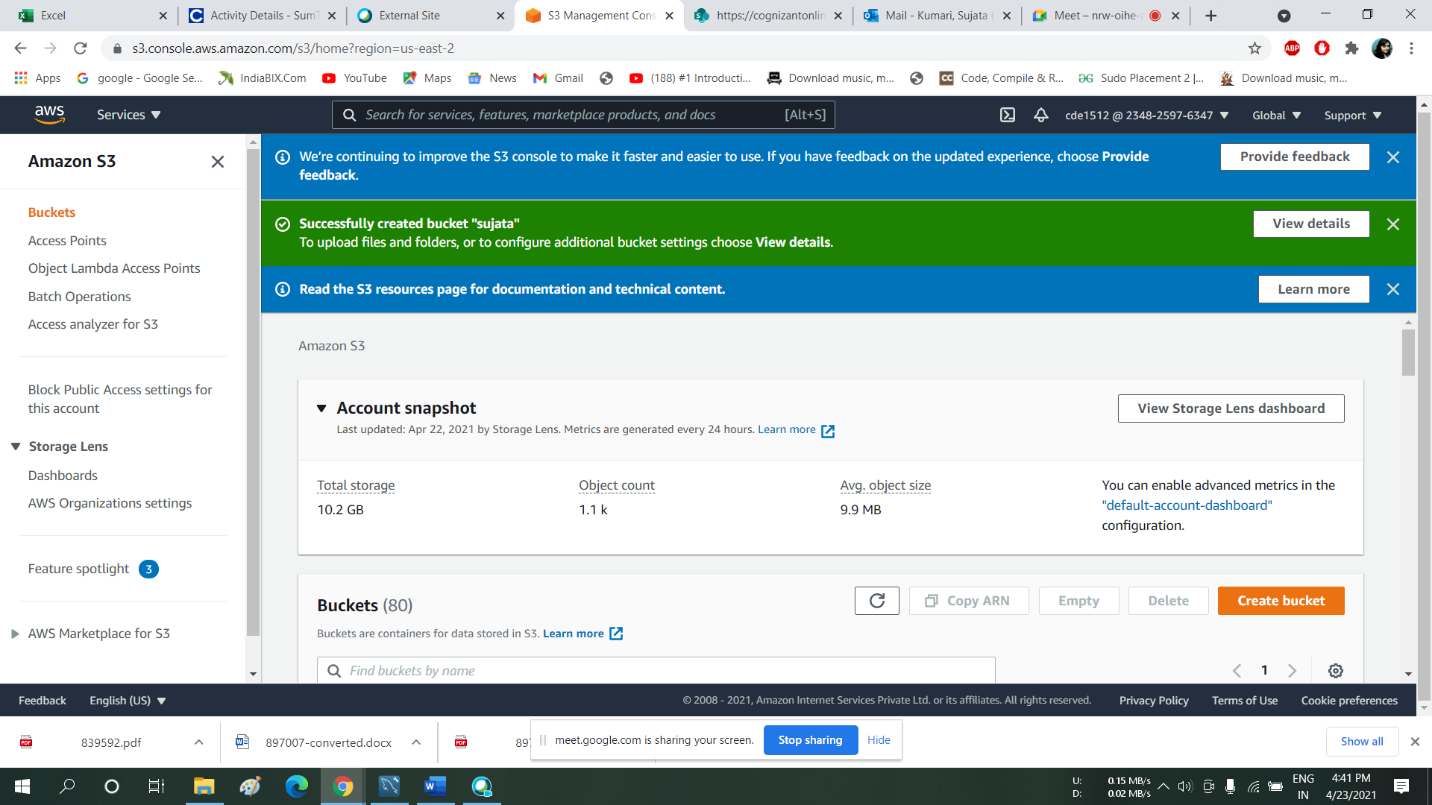 Excel
Activity Details - SumT
External Site
S3 Management Cons
https://cognizantonlin
Mail - Kumari, Sujata (
Meet – nrw-oihe-
s3.console.aws.amazon.com/s3/home?region=us-east-2
ABP
Apps
google - Google Se...
IndiaBIX.Com
YouTube
Maps
News
Gmail
(188) #1 Introducti...
Download music, m...
CC
Code, Compile & R...
Sudo Placement 2 |...
Download music, m...
aws
Services
Search for services, features, marketplace products, and docs
[Alt+S]
cde1512 @ 2348-2597-6347
Global
Support
Amazon S3
Buckets
Access Points
Object Lambda Access Points
Batch Operations
Access analyzer for S3
Block Public Access settings for
this account
Storage Lens
Dashboards
AWS Organizations settings
Feature spotlight 3
AWS Marketplace for S3
We're continuing to improve the S3 console to make it faster and easier to use. If you have feedback on the updated experience, choose Provide
feedback.
Provide feedback
Successfully created bucket "sujata"
To upload files and folders, or to configure additional bucket settings choose View details.
View details
Read the S3 resources page for documentation and technical content.
Learn more
Amazon S3
Account snapshot
Last updated: Apr 22, 2021 by Storage Lens. Metrics are generated every 24 hours. Learn more
View Storage Lens dashboard
Total storage
10.2 GB
Object count
1.1 k
Avg. object size
9.9 MB
You can enable advanced metrics in the
"default-account-dashboard"
configuration.
Buckets (80)
Buckets are containers for data stored in S3. Learn more
Copy ARN
Empty
Delete
Create bucket
Find buckets by name
1
Feedback
English (US)
© 2008 - 2021, Amazon Internet Services Private Ltd. or its affiliates. All rights reserved.
Privacy Policy
Terms of Use
Cookie preferences
839592.pdf
897007-converted.docx
89
meet.google.com is sharing your screen.
Stop sharing
Hide
Show all
U: 0.15 MB/s
D: 0.02 MB/s
ENG
IN
4:41 PM
4/23/2021